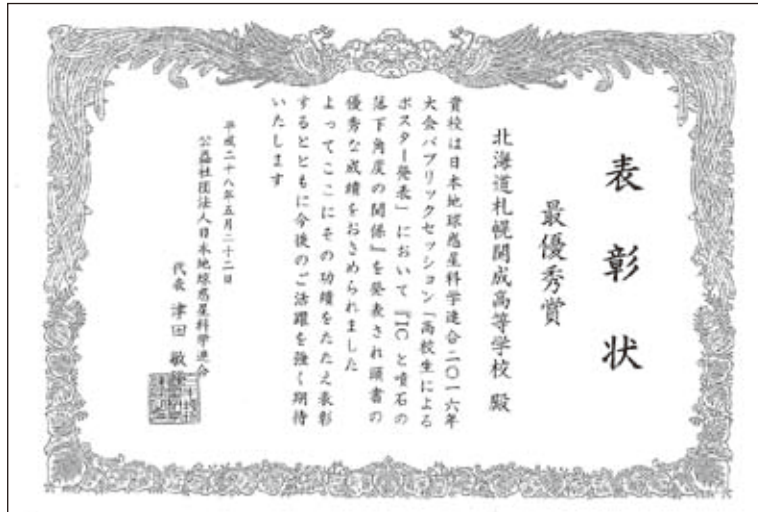 表彰状
最優秀賞
北海道札幌開成高等学校 殿
貴校は日本地球惑星科学連合二〇一六年
大会パブリックセッション「高校生による
ポスター発表」において『IC と噴石の
落下角度の関係』を発表され頭書の
優秀な成績をおさめられました
よってここにその功績をたたえ表彰
するとともに今後のご活躍を強く期待
いたします
平成二十八年五月二十二日
公益社団法人日本地球惑星科学連合
代表 津田 敏隆